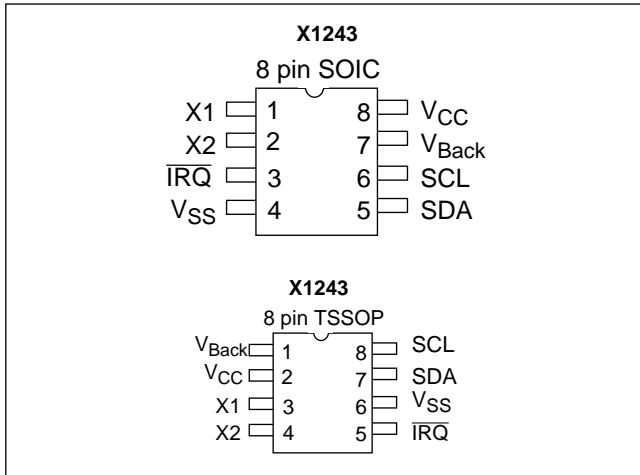 X1243
8 pin SOIC
X1 1 8 VCC
X2 2 7 VBack
IRQ 3 6 SCL
VSS 4 5 SDA
X1243
8 pin TSSOP
VBack 1 8 SCL
VCC 2 7 SDA
X1 3 6 VSS
X2 4 5 IRQ